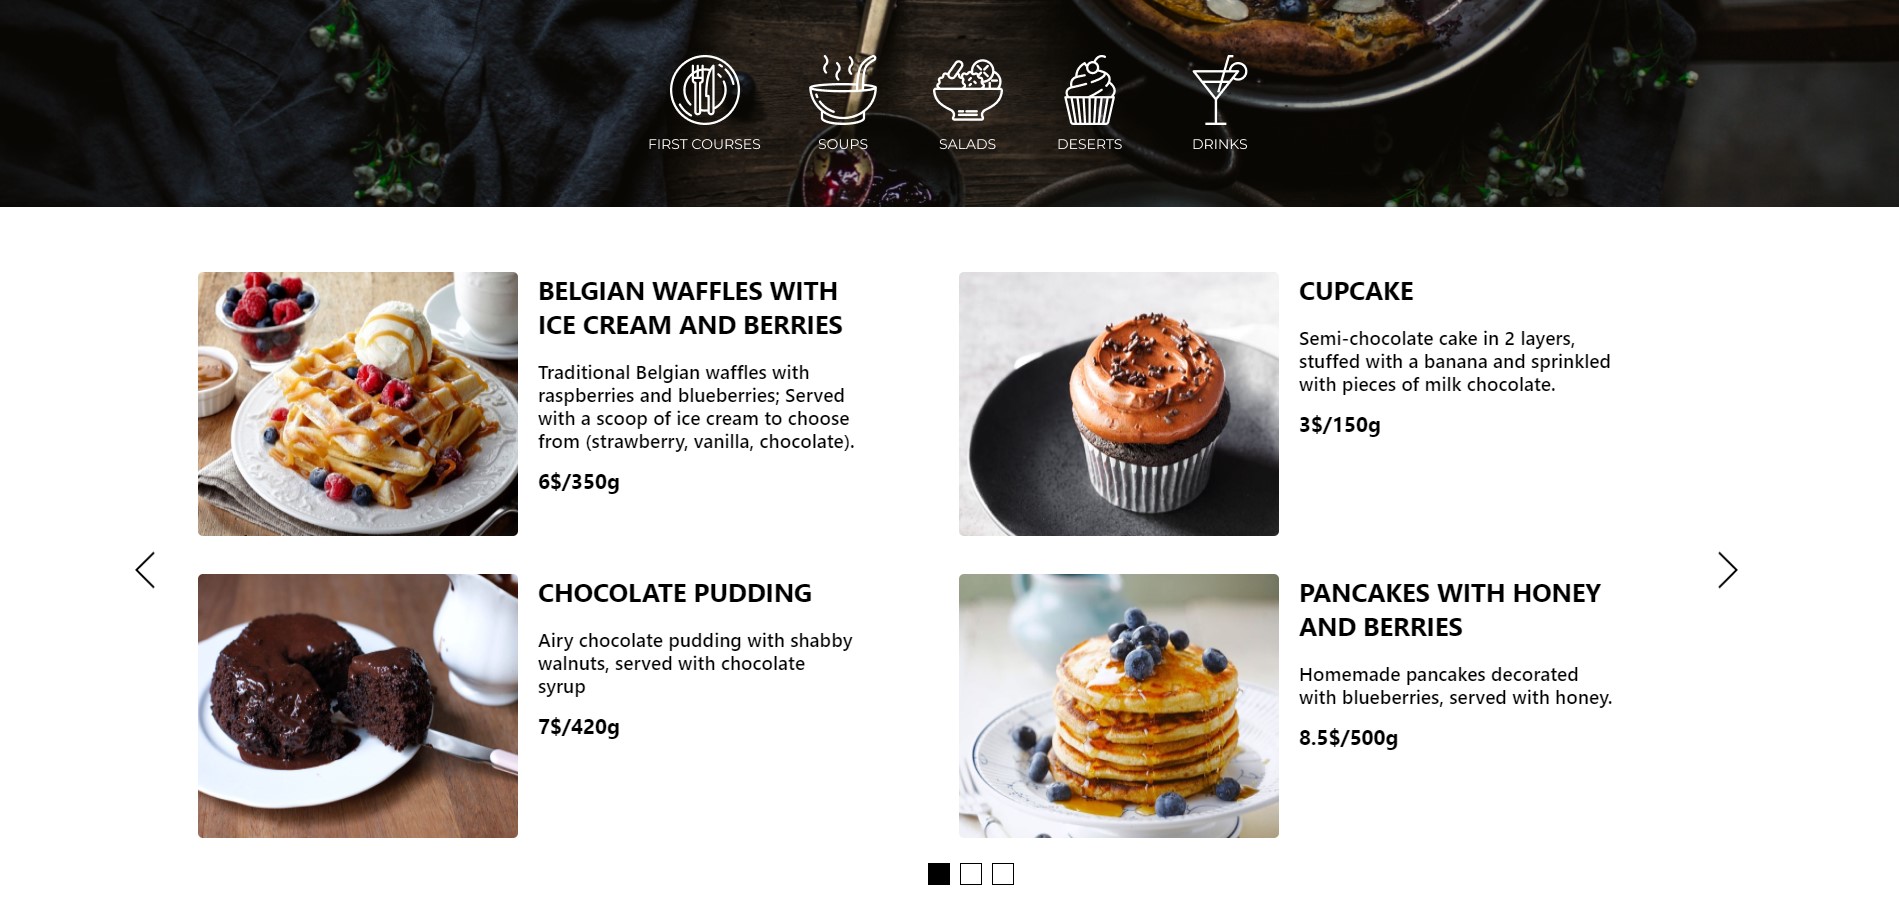 FIRST COURSES
SOUPS
SALADS
DESERTS
DRINKS
BELGIAN WAFFLES WITH
ICE CREAM AND BERRIES
Traditional Belgian waffles with
raspberries and blueberries; Served
with a scoop of ice cream to choose
from (strawberry, vanilla, chocolate).
6$/350g
CUPCAKE
Semi-chocolate cake in 2 layers,
stuffed with a banana and sprinkled
with pieces of milk chocolate.
3$/150g
CHOCOLATE PUDDING
Airy chocolate pudding with shabby
walnuts, served with chocolate
syrup
7$/420g
PANCAKES WITH HONEY
AND BERRIES
Homemade pancakes decorated
with blueberries, served with honey.
8.5$/500g